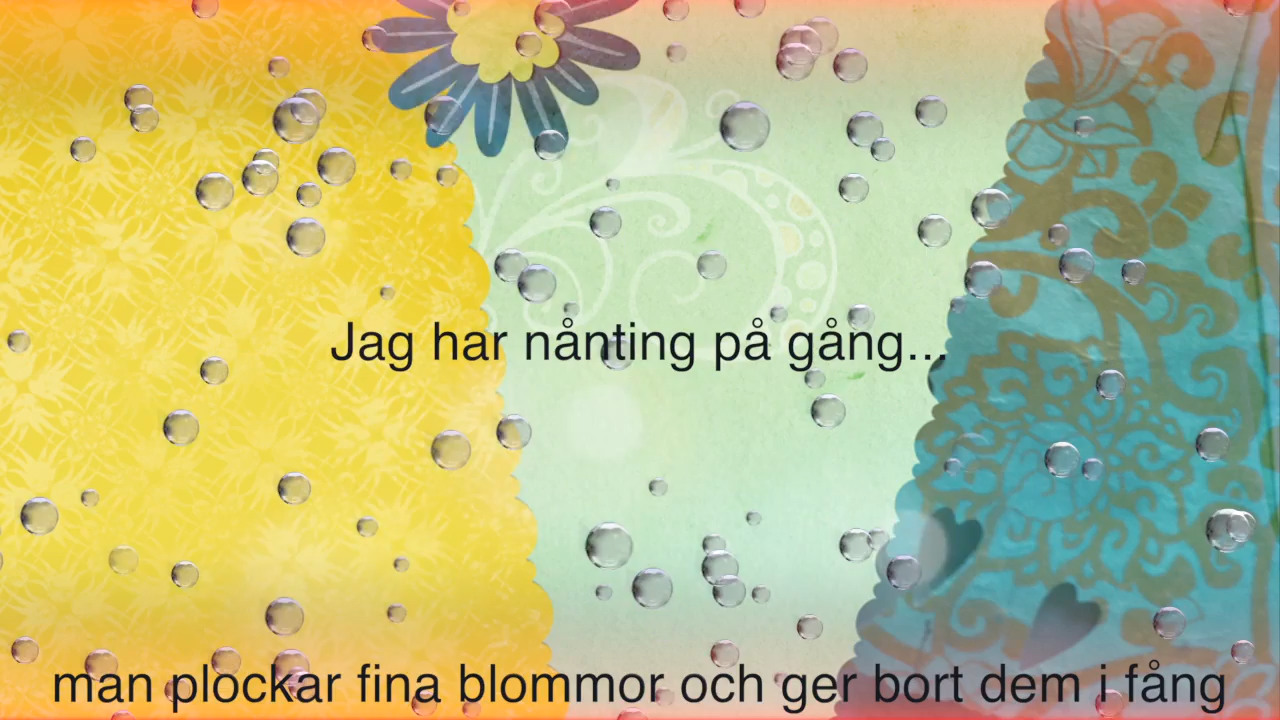 Jag har nånting på gång...
man plockar fina blommor och ger bort dem i fång